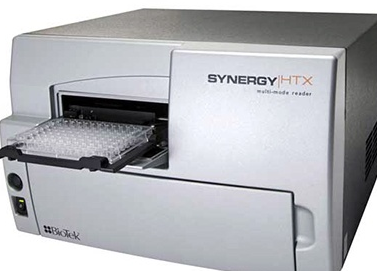 SYNERGY|HTX
multi-mode reader
BioTek